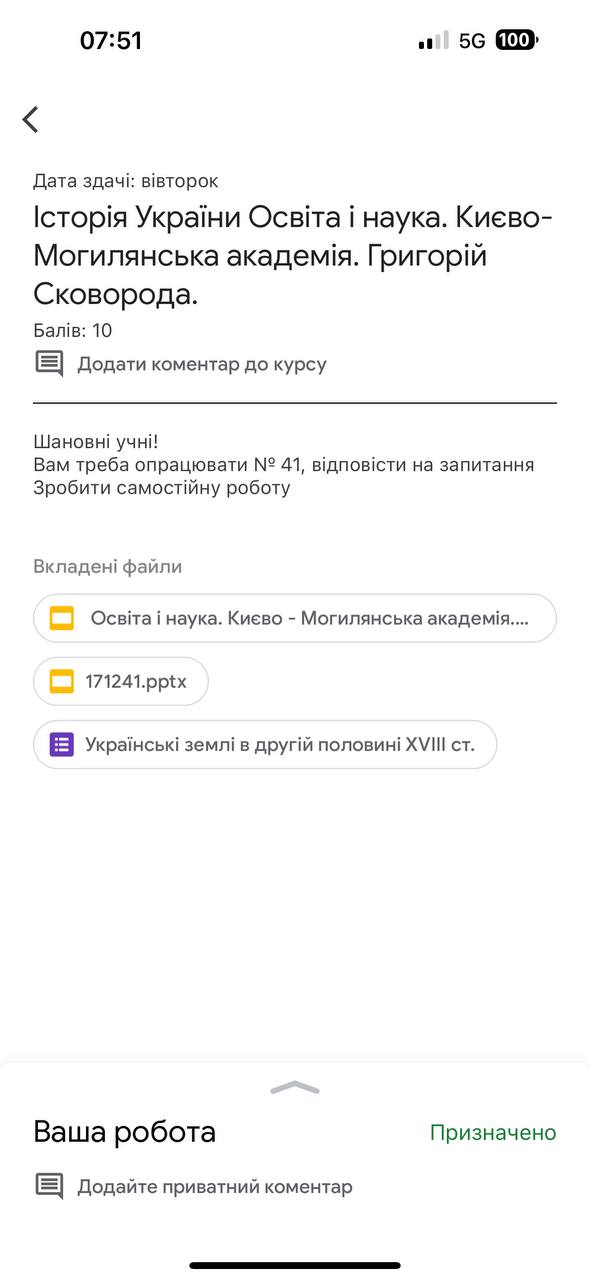 07:51
5G 100
Дата здачі: вівторок
Історія України Освіта і наука. Києво-
Могилянська академія. Григорій
Сковорода.
Балів: 10
Додати коментар до курсу
Шановні учні!
Вам треба опрацювати № 41, відповісти на запитання
Зробити самостійну роботу
Вкладені файли
Освіта і наука. Києво - Могилянська академія....
171241.pptx
Українські землі в другій половині XVIII ст.
Ваша робота
Призначено
Додайте приватний коментар